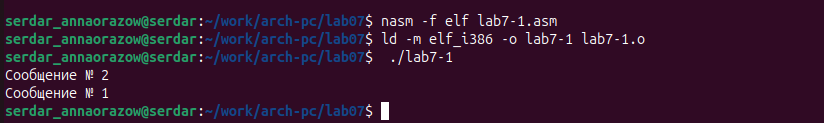 serdar_annaorazow@serdar:~/work/arch-pc/lab07$ nasm -f elf lab7-1.asm
serdar_annaorazow@serdar:~/work/arch-pc/lab07$ ld -m elf_i386 -o lab7-1 lab7-1.o
serdar_annaorazow@serdar:~/work/arch-pc/lab07$  ./lab7-1
Сообщение № 2
Сообщение № 1
serdar_annaorazow@serdar:~/work/arch-pc/lab07$